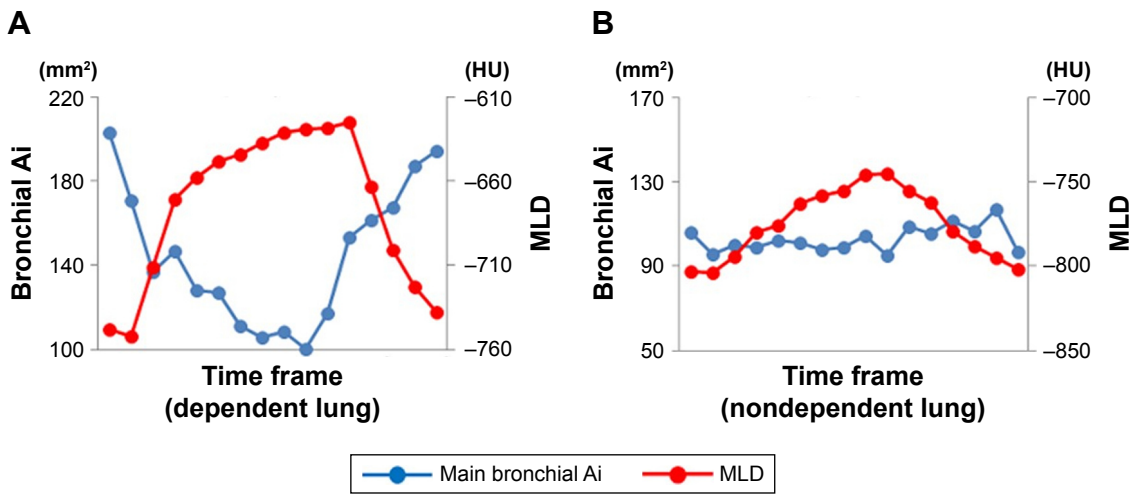 A
(mm²)
(HU)
220
180
140
100
Bronchial Ai
–610
–660
–710
–760
MLD
Time frame
(dependent lung)
B
(mm²)
(HU)
170
130
90
50
Bronchial Ai
–700
–750
–800
–850
MLD
Time frame
(nondependent lung)
Main bronchial Ai
MLD